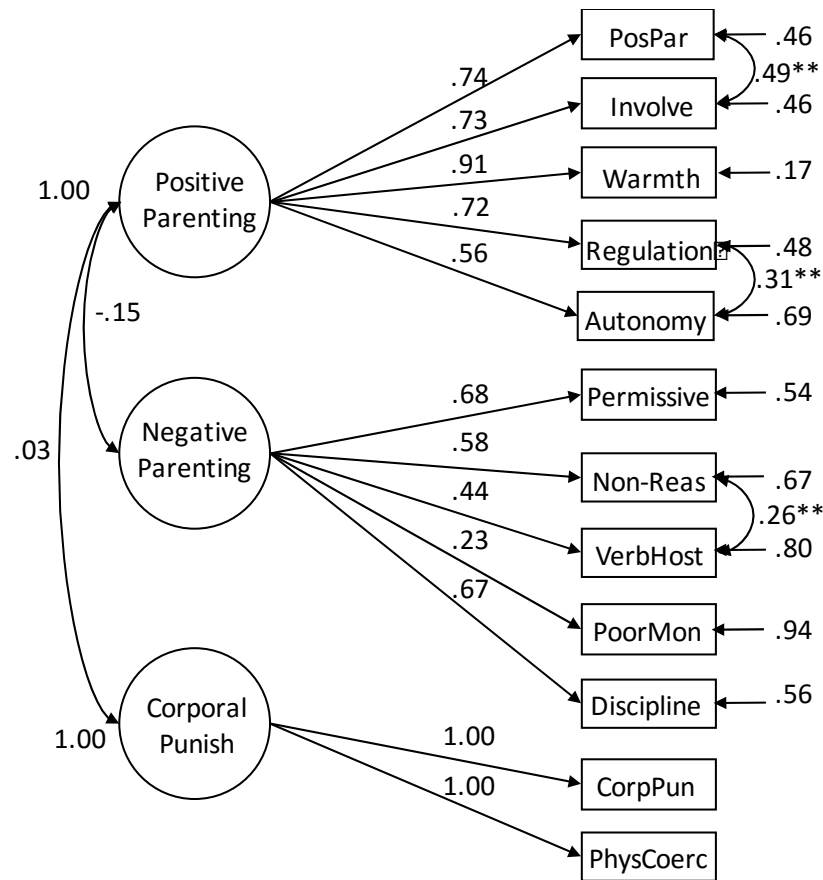 PosPar
.46
.49**
.74
Involve
.46
.73
1.00
Positive
Parenting
.91
Warmth
.17
.72
Regulation
.48
.56
.31**
Autonomy
.69
-.15
.68
Permissive
.54
.03
Negative
Parenting
.58
Non-Reas
.67
.44
.26**
VerbHost
.80
.23
.67
PoorMon
.94
Discipline
.56
1.00
Corporal
Punish
1.00
CorpPun
1.00
PhysCoerc